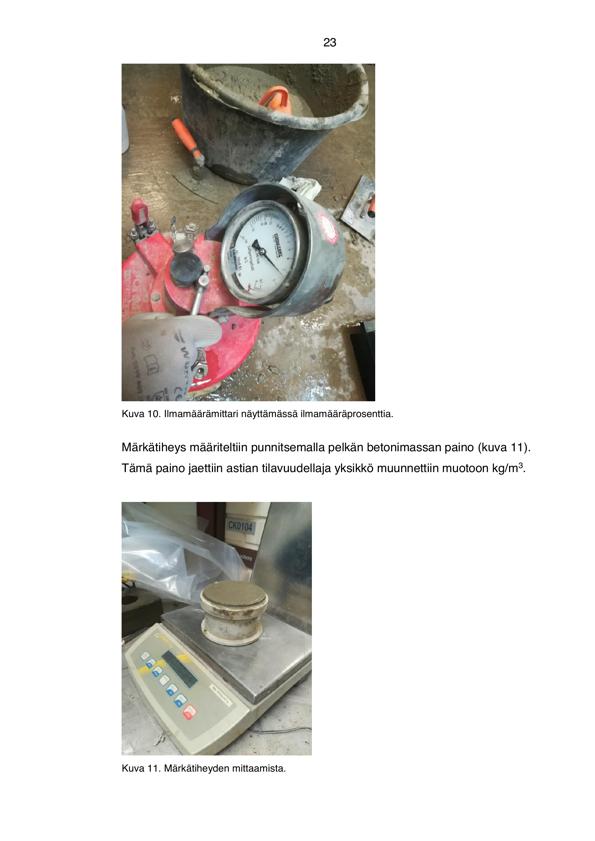 23
Kuva 10. Ilmamäärämittari näyttämässä ilmamääräprosenttia.
Märkätiheys määriteltiin punnitsemalla pelkän betonimassan paino (kuva 11).
Tämä paino jaettiin astian tilavuudellaja yksikkö muunnettiin muotoon kg/m³.
CK0104
Kuva 11. Märkätiheyden mittaamista.